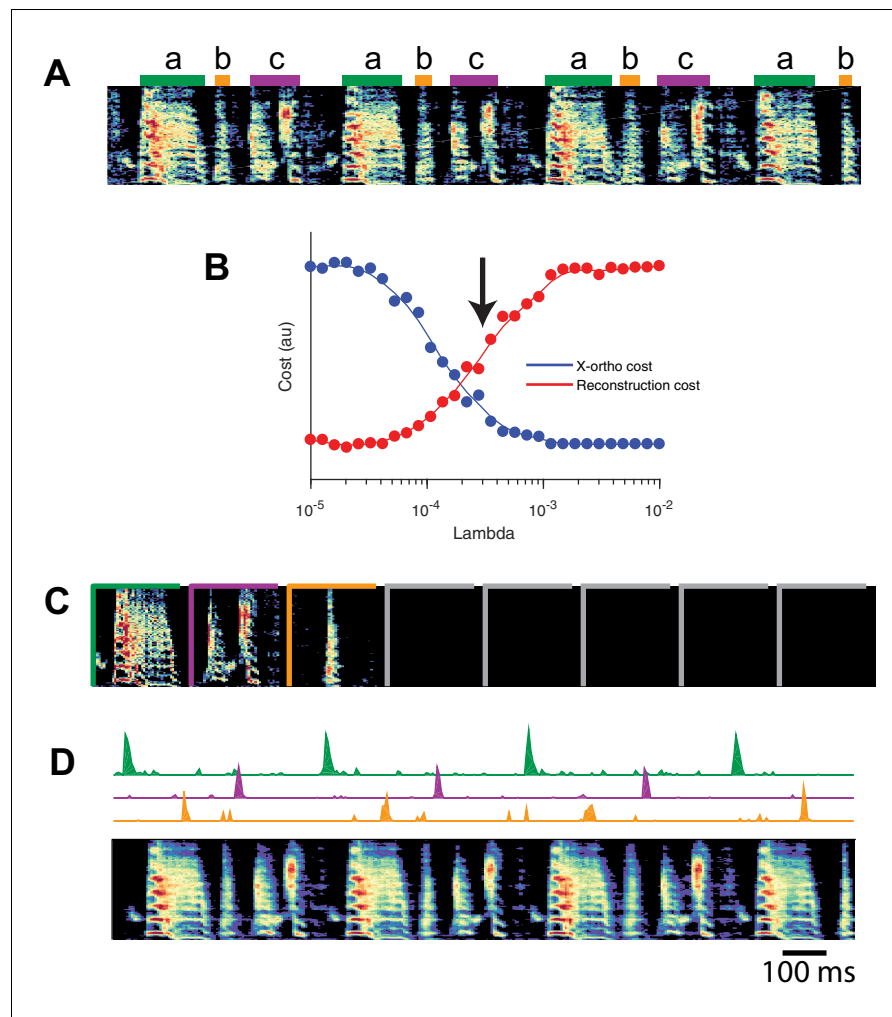 A
a b c a b c a b c a b
B
Cost (au)
X-ortho cost
Reconstruction cost
10-5 10-4 10-3 10-2
Lambda
C
D
100 ms